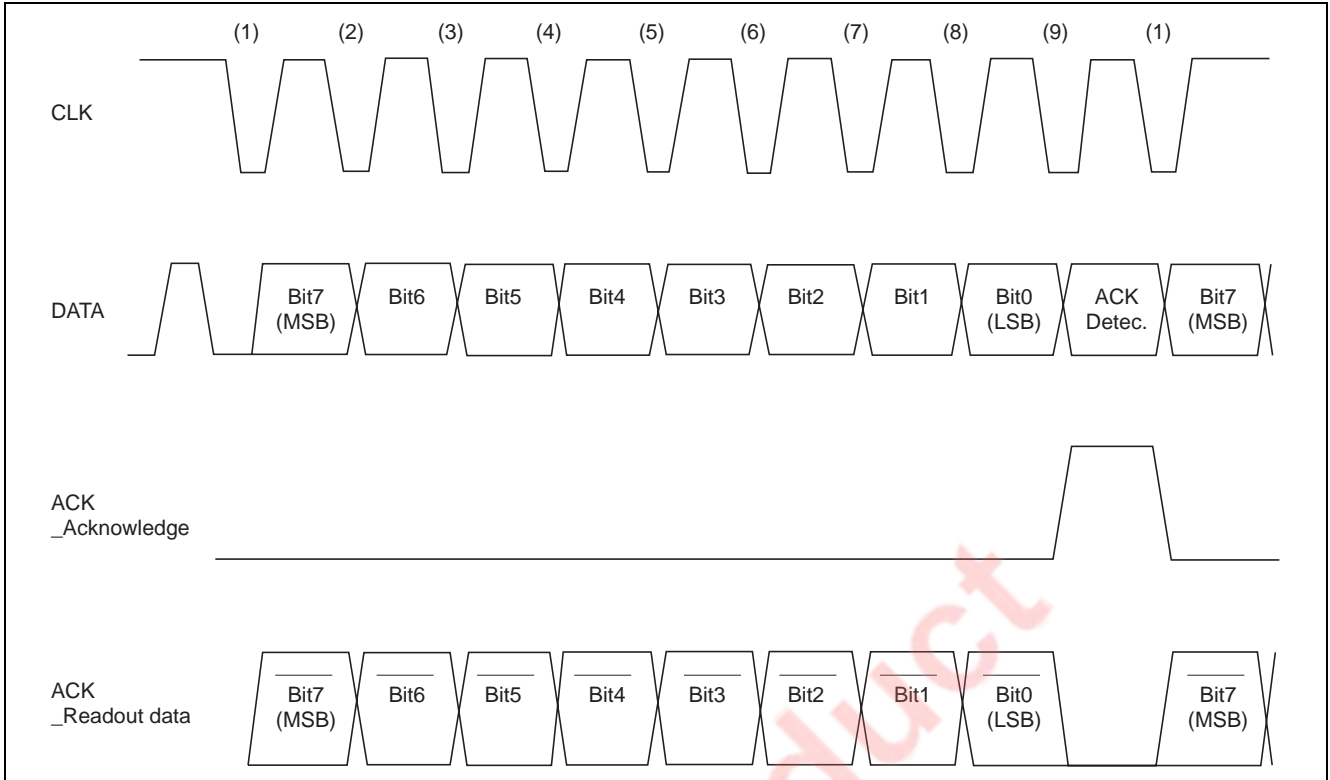 (1) (2) (3) (4) (5) (6) (7) (8) (9) (1)
CLK
DATA
Bit7 Bit6 Bit5 Bit4 Bit3 Bit2 Bit1 Bit0 ACK Bit7
(MSB) (LSB) Detec. (MSB)
ACK
_Acknowledge
ACK
_Readout data
Bit7 Bit6 Bit5 Bit4 Bit3 Bit2 Bit1 Bit0 Bit7
(MSB) (LSB) (MSB)
duct